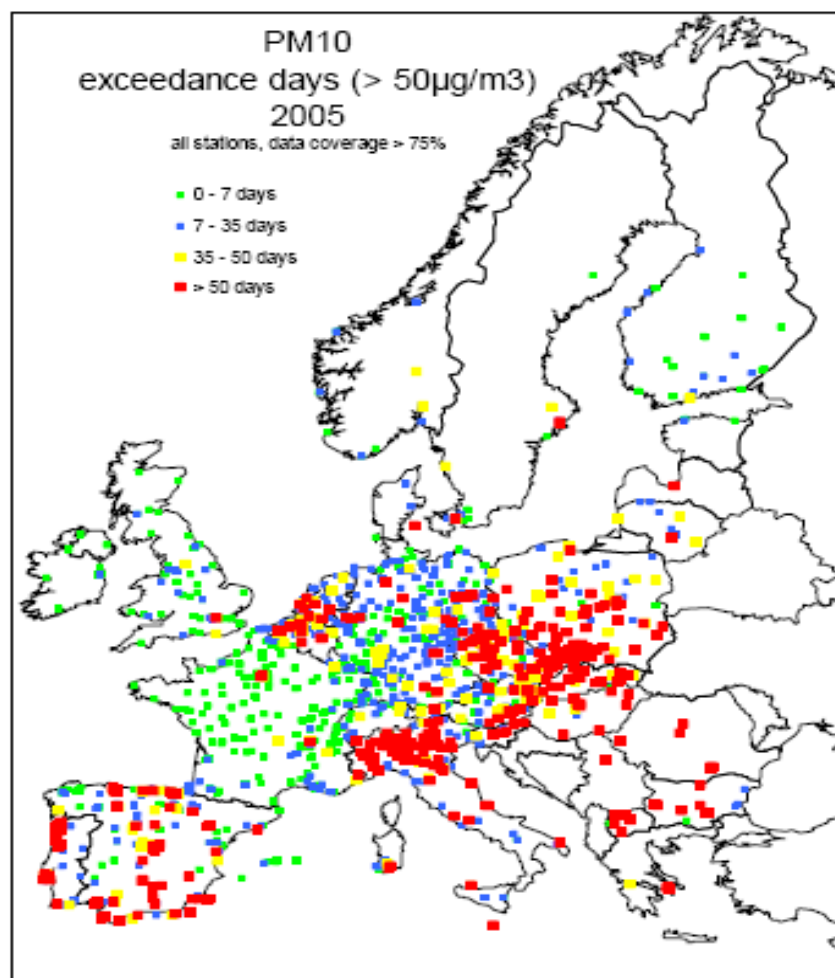 PM10
exceedance days (> 50µg/m3)
2005
all stations, data coverage > 75%
0 - 7 days
7 - 35 days
35 - 50 days
> 50 days